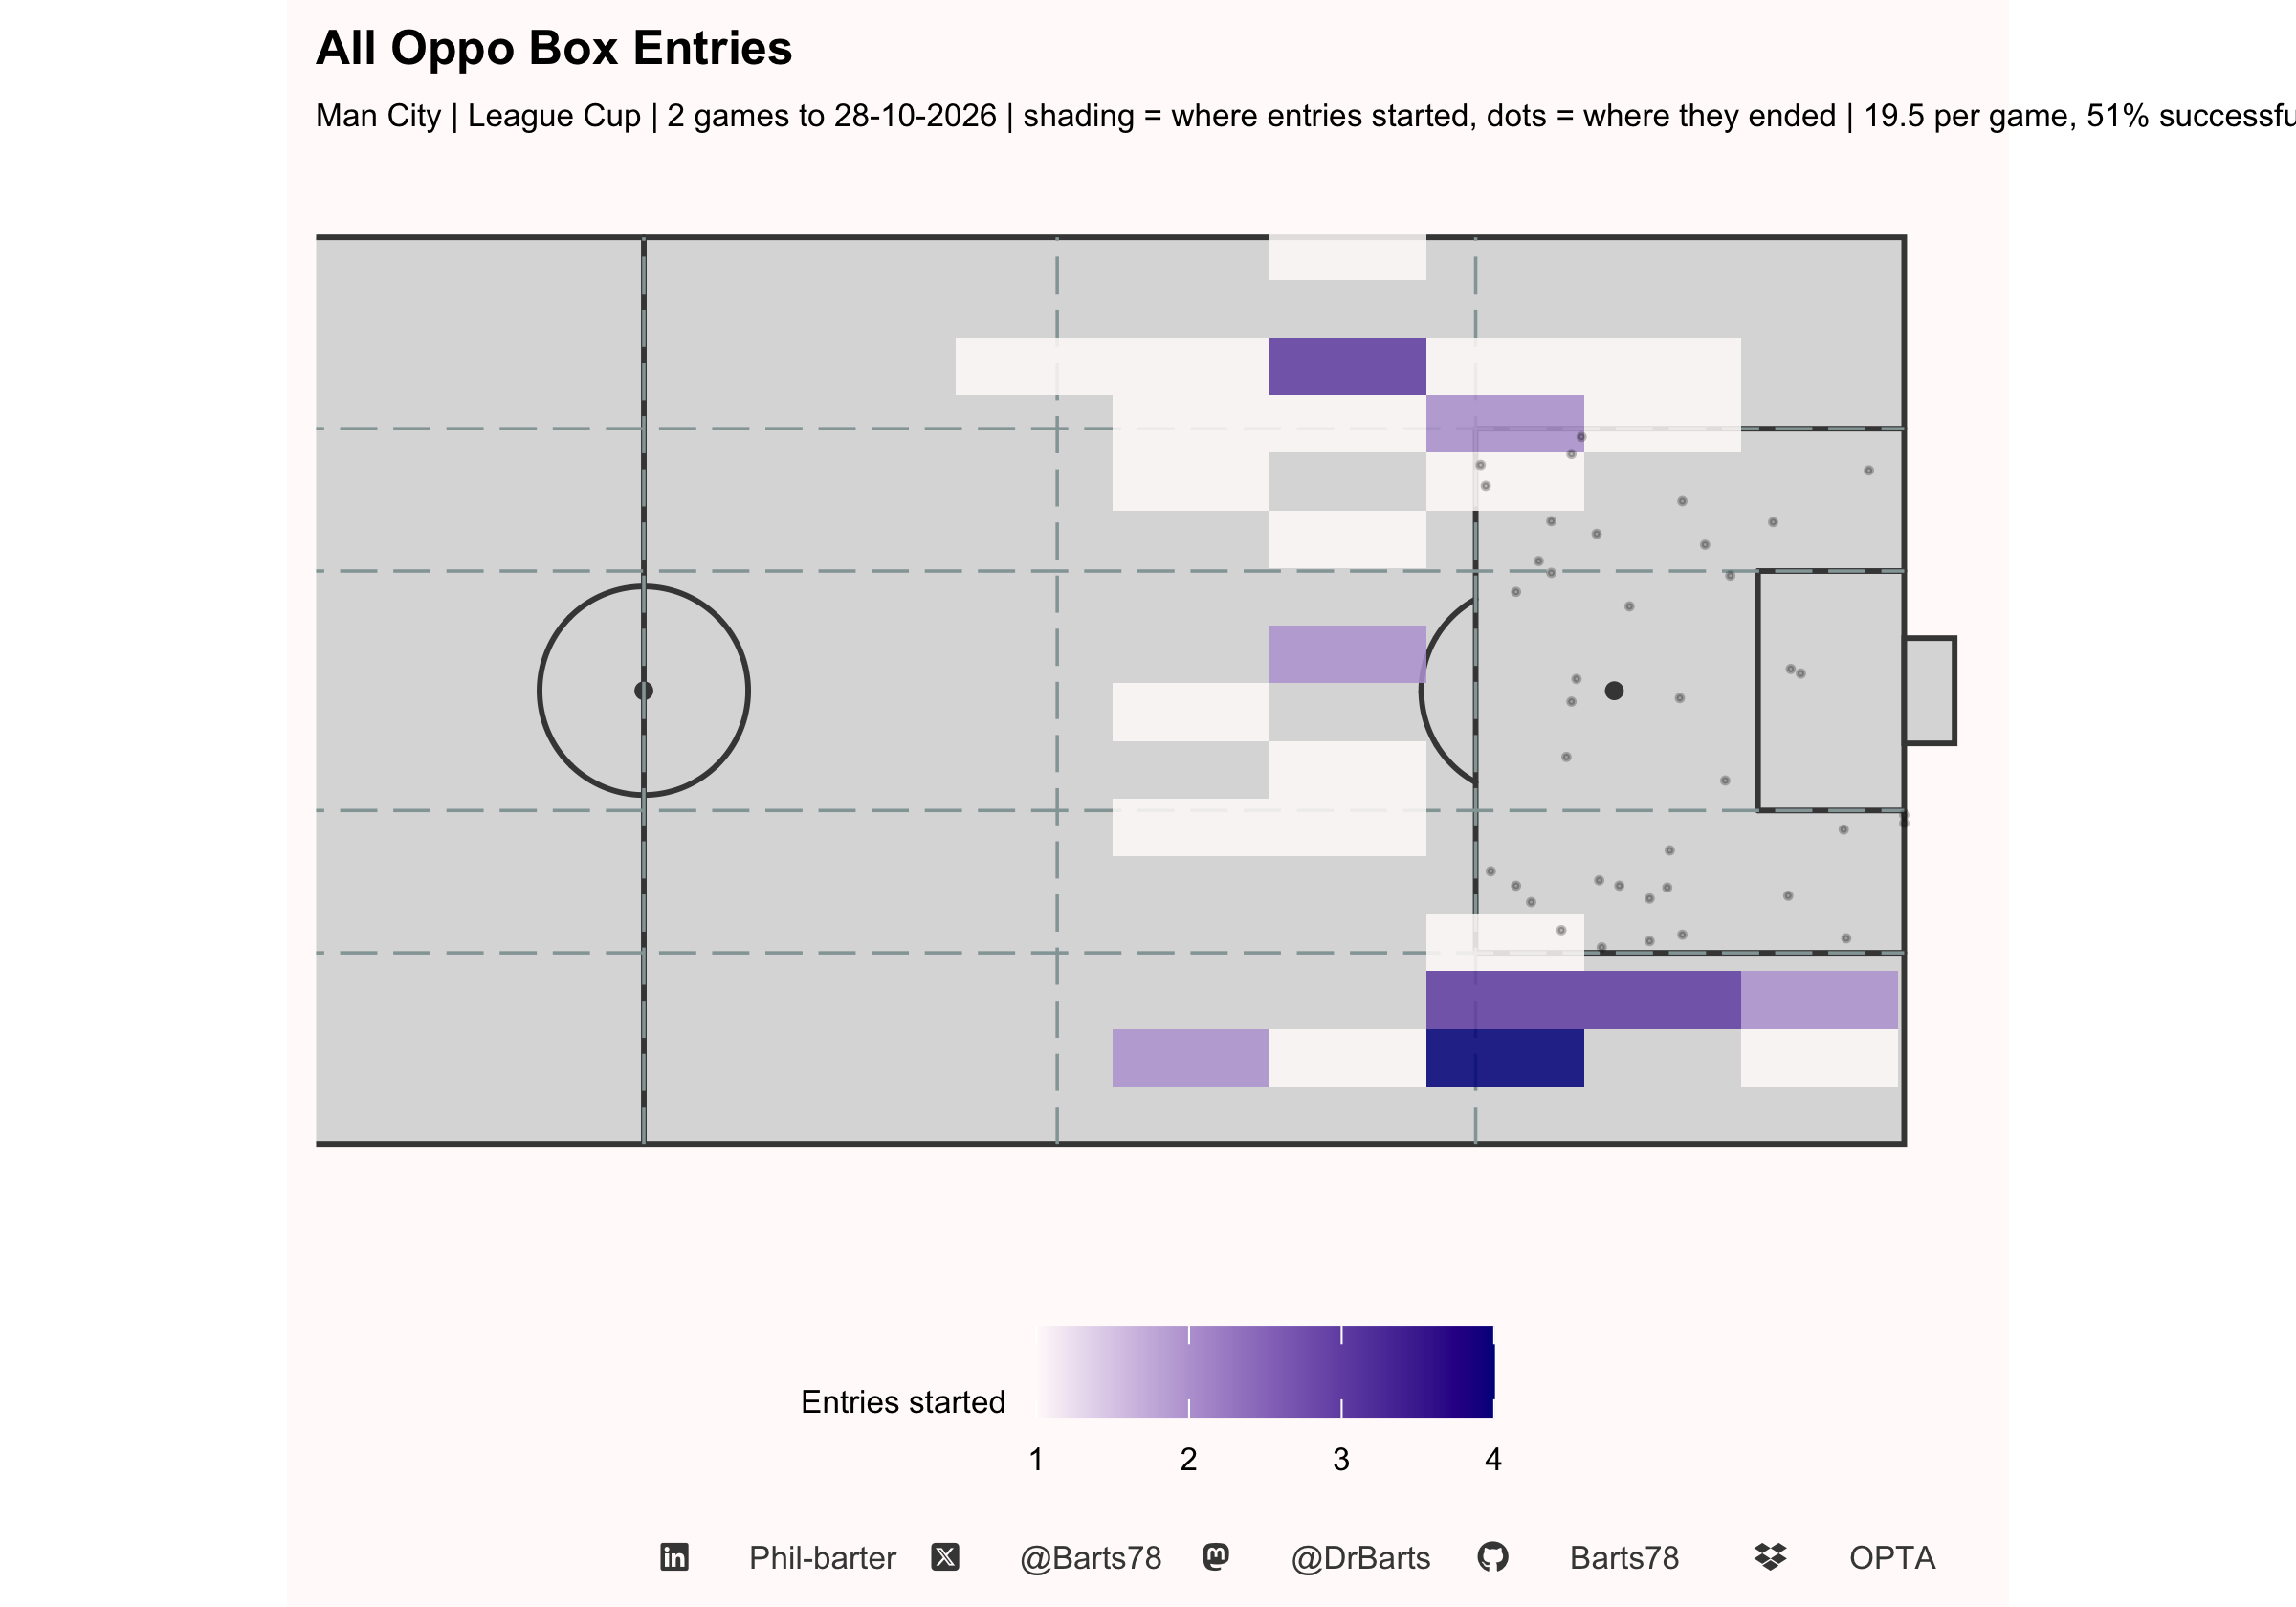 All Oppo Box Entries
Man City | League Cup | 2 games to 28-10-2026 | shading = where entries started, dots = where they ended | 19.5 per game, 51%
Entries started
1 2 3 4
Phil-barter @Barts78 @DrBarts Barts78 OPTA